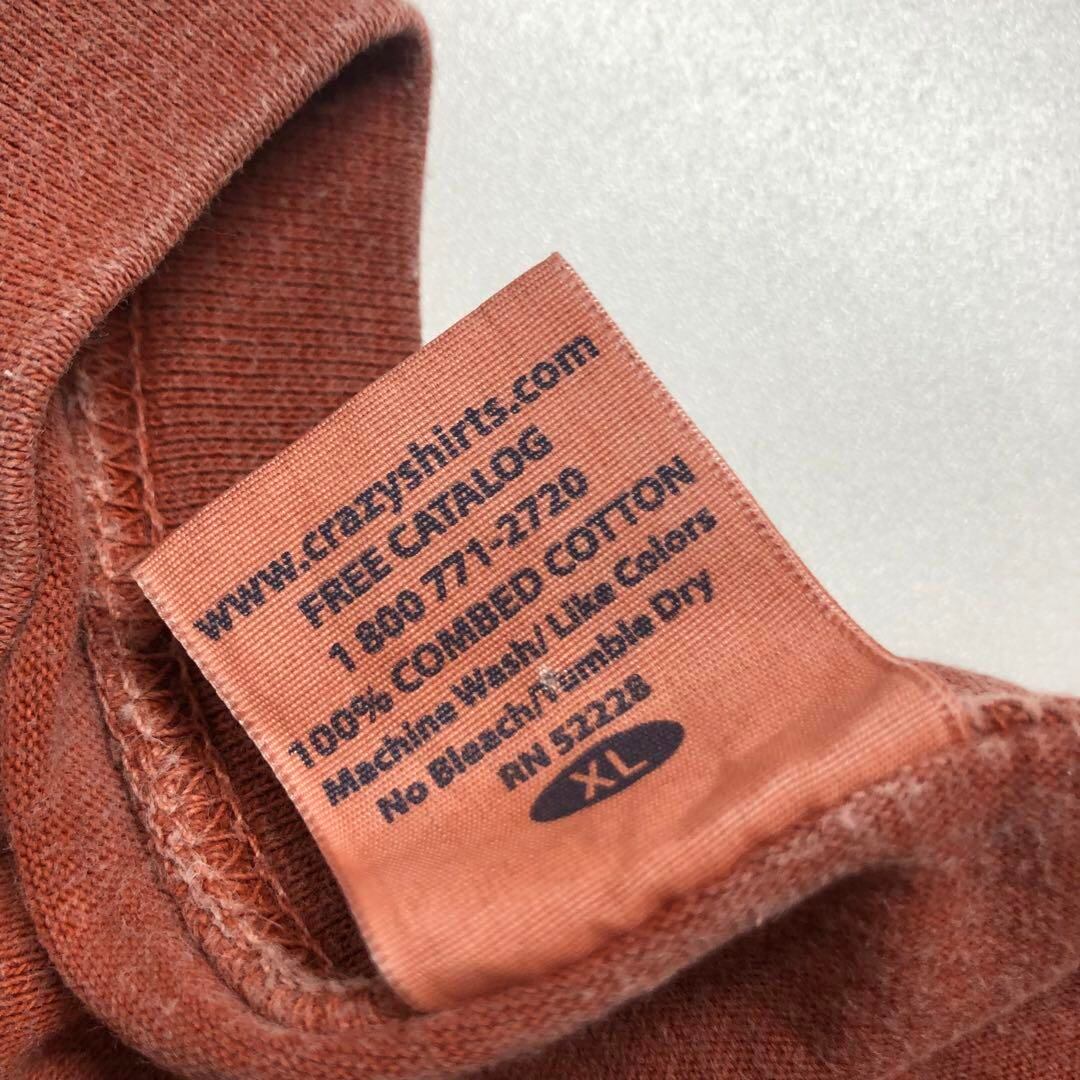 www.crazyshirts.com
FREE CATALOG
1 800 771-2720
100% COMBED COTTON
Machine Wash/ Like Colors
No Bleach/Tumble Dry
RN 52228
XL